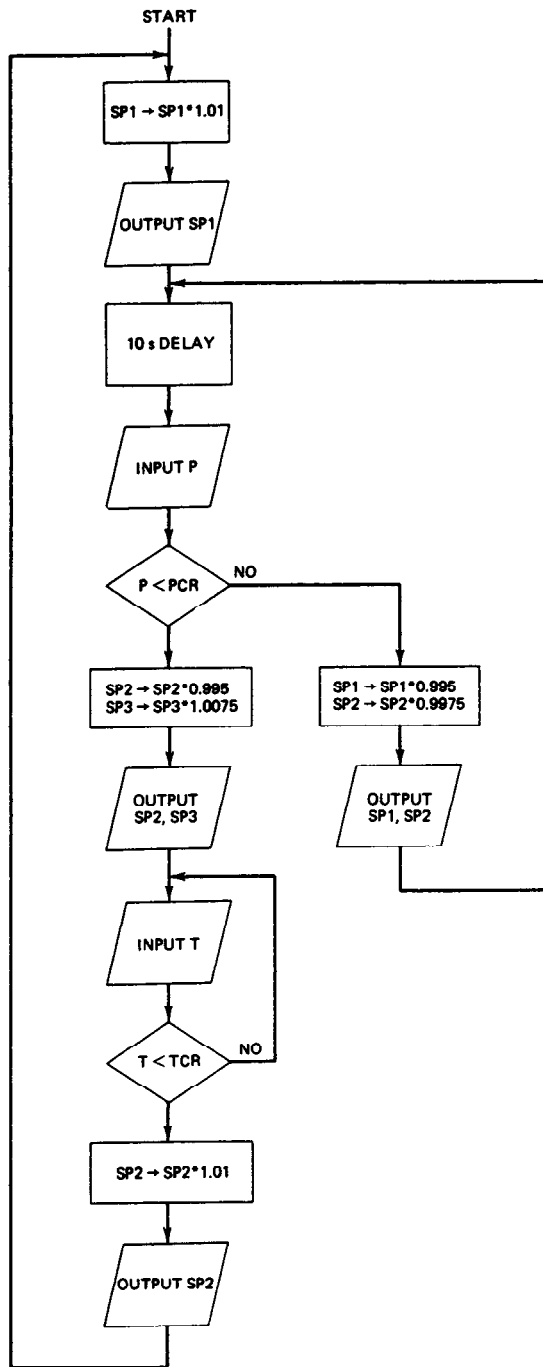 START
SP1 → SP1*1.01
OUTPUT SP1
10 s DELAY
INPUT P
P < PCR
NO
SP2 → SP2*0.995
SP3 → SP3*1.0075
SP1 → SP1*0.995
SP2 → SP2*0.9975
OUTPUT
SP2, SP3
OUTPUT
SP1, SP2
INPUT T
T < TCR
NO
SP2 → SP2*1.01
OUTPUT SP2